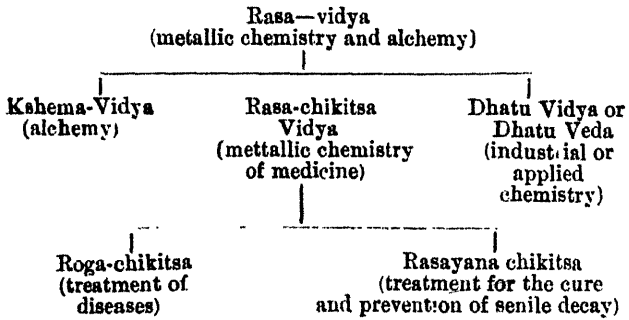 Rasa—vidya
(metallic chemistry and alchemy)
Kshema-Vidya
(alchemy)
Rasa-chikitsa
Vidya
(mettallic chemistry
of medicine)
Dhatu Vidya or
Dhatu Veda
(industrial or
applied
chemistry)
Roga-chikitsa
(treatment of
diseases)
Rasayana chikitsa
(treatment for the cure
and prevention of senile decay)